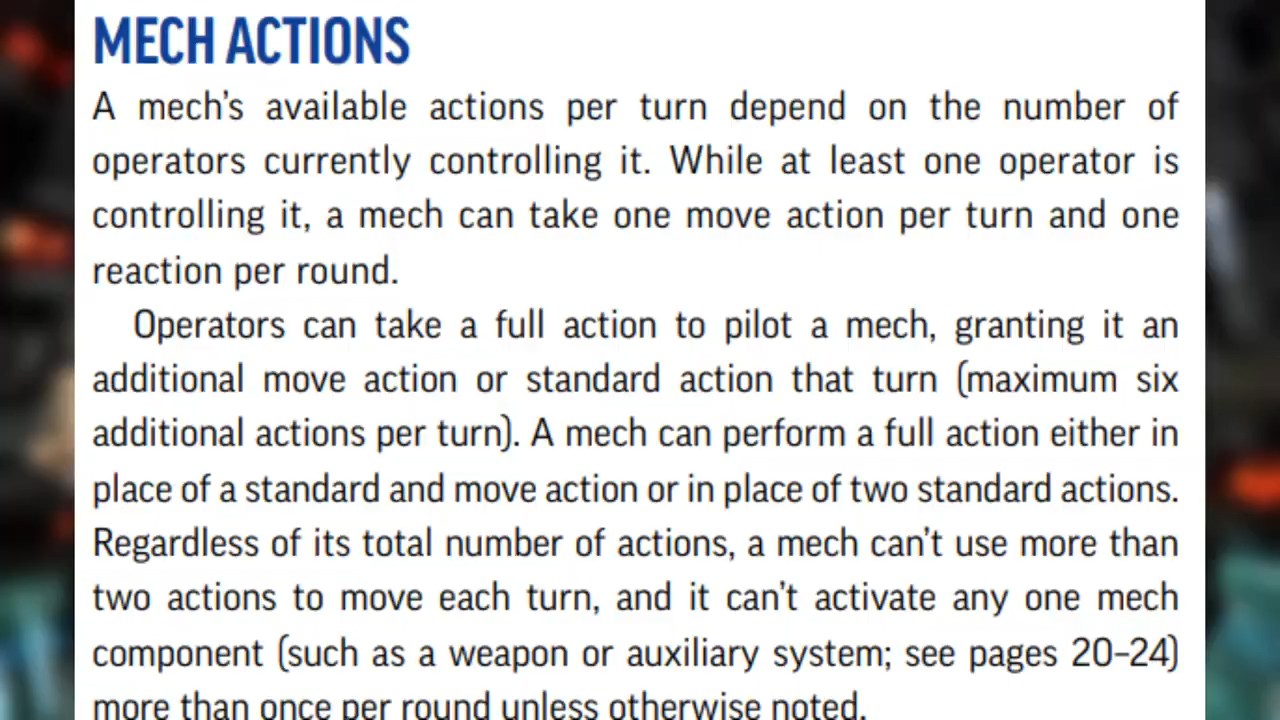 MECH ACTIONS
A mech's available actions per turn depend on the number of
operators currently controlling it. While at least one operator is
controlling it, a mech can take one move action per turn and one
reaction per round.
Operators can take a full action to pilot a mech, granting it an
additional move action or standard action that turn (maximum six
additional actions per turn). A mech can perform a full action either in
place of a standard and move action or in place of two standard actions.
Regardless of its total number of actions, a mech can't use more than
two actions to move each turn, and it can't activate any one mech
component (such as a weapon or auxiliary system; see pages 20–24)
more than once per round unless otherwise noted.